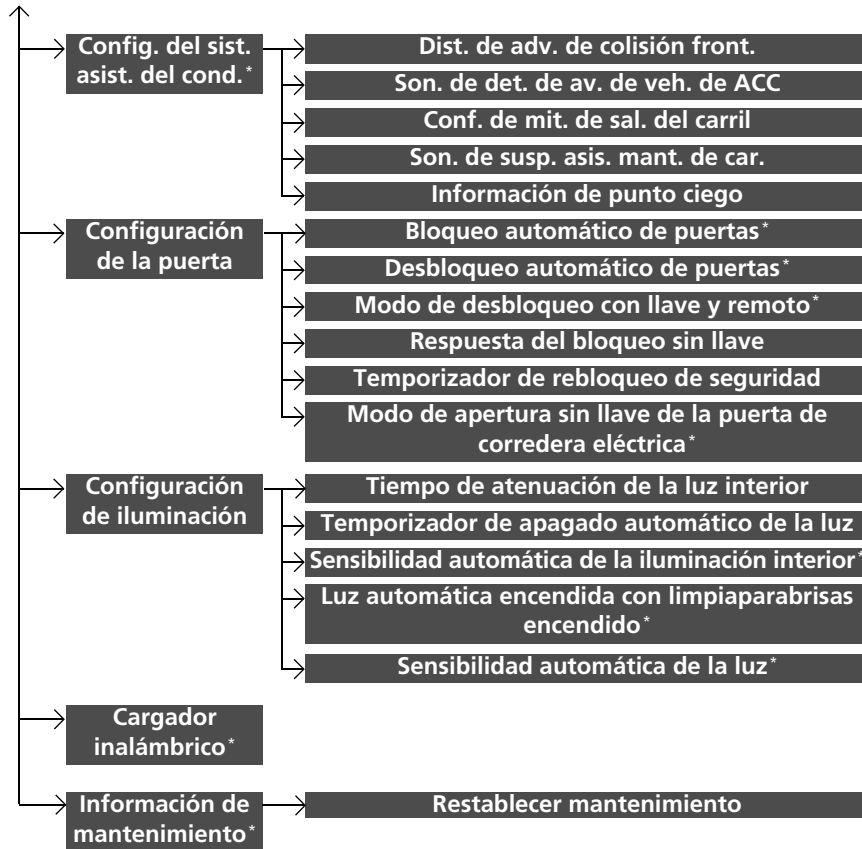 Config. del sist.
asist. del cond.*
Dist. de adv. de colisión front.
Son. de det. de av. de veh. de ACC
Conf. de mit. de sal. del carril
Son. de susp. asis. mant. de car.
Información de punto ciego
Configuración
de la puerta
Bloqueo automático de puertas*
Desbloqueo automático de puertas*
Modo de desbloqueo con llave y remoto*
Respuesta del bloqueo sin llave
Temporizador de rebloqueo de seguridad
Modo de apertura sin llave de la puerta de
corredera eléctrica*
Configuración
de iluminación
Tiempo de atenuación de la luz interior
Temporizador de apagado automático de la luz
Sensibilidad automática de la iluminación interior*
Luz automática encendida con limpiaparabrisas
encendido*
Sensibilidad automática de la luz*
Cargador
inalámbrico*
Información de
mantenimiento*
Restablecer mantenimiento